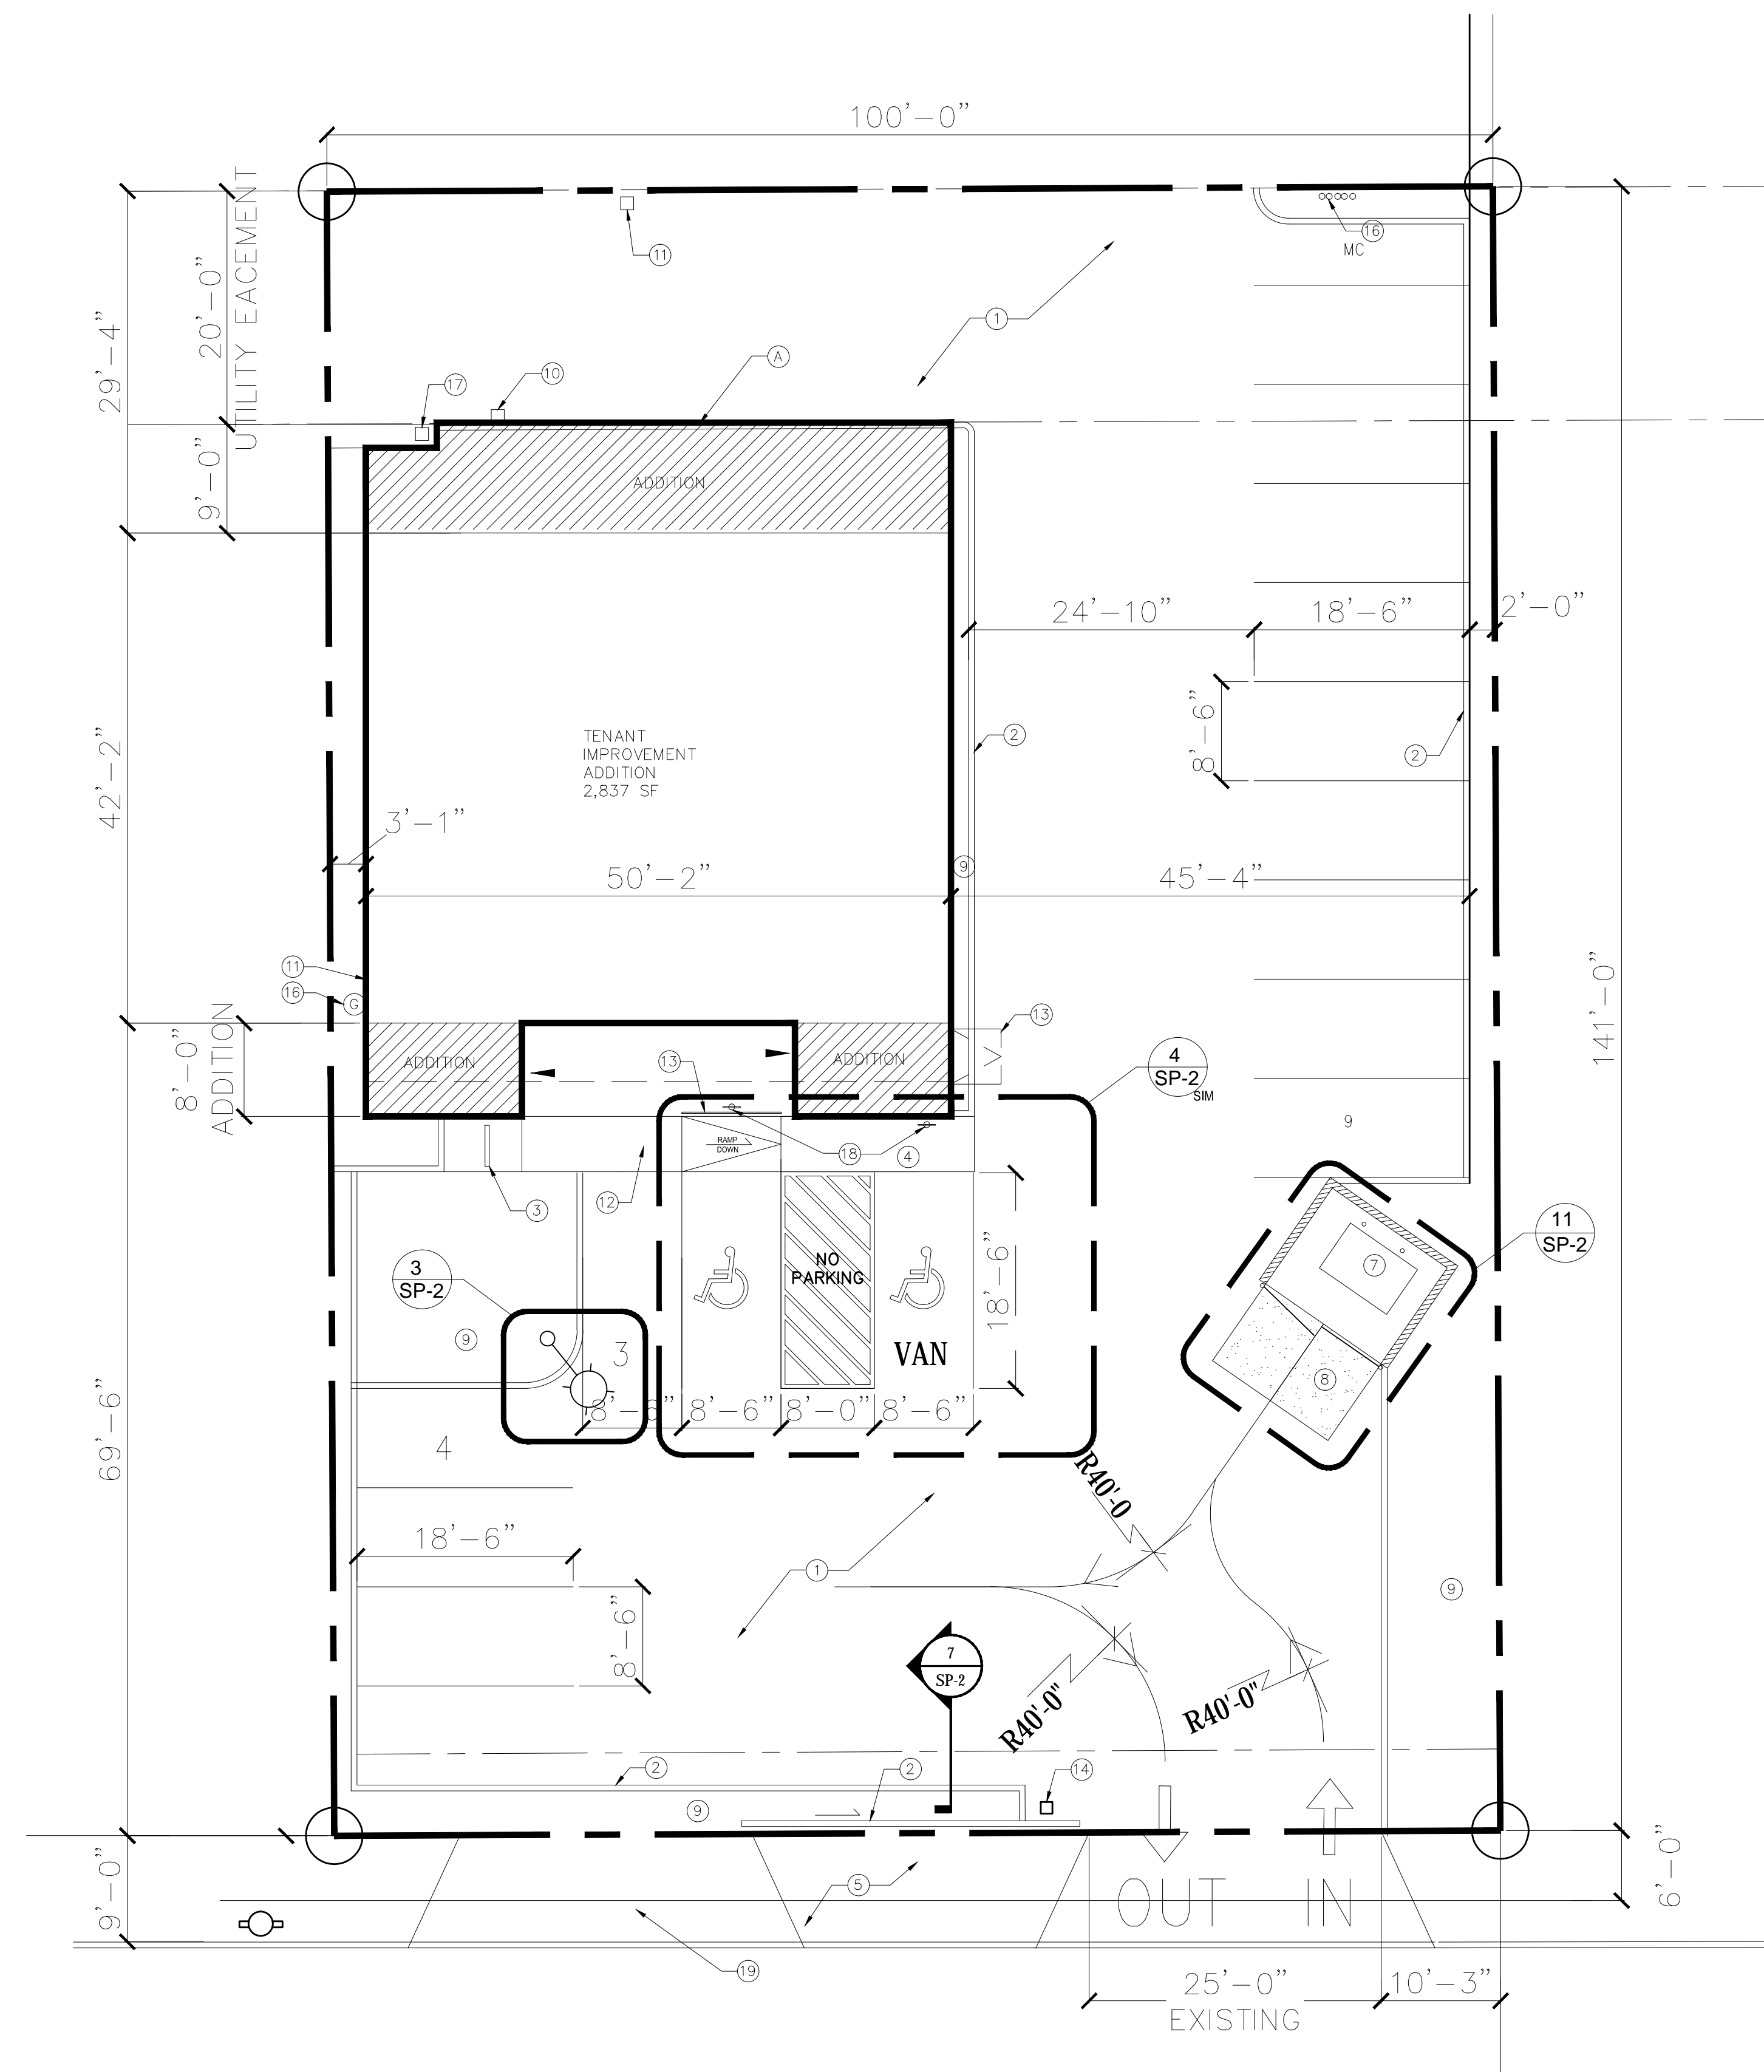 100'-0"
UTILITY EACEMENT
20'-0"
29'-4"
9'-0"
11
16
MC
1
A
17
10
ADDITION
24'-10"
18'-6"
2'-0"
8'-6"
2
2
TENANT
IMPROVEMENT
ADDITION
2,837 SF
42'-2"
3'-1"
50'-2"
9
45'-4"
11
16
G
141'-0"
8'-0"
ADDITION
ADDITION
ADDITION
13
13
4
SP-2
SIM
RAMP
DOWN
18
4
9
3
12
11
SP-2
3
SP-2
9
3
NO
PARKING
VAN
18'-6"
7
8
8'-6"
8'-6"
8'-0"
8'-6"
4
69'-6"
R40'-0
18'-6"
1
8'-6"
9
7
SP-2
R40'-0"
R40'-0"
2
2
14
9
5
9'-0"
6'-0"
OUT
IN
19
25'-0"
EXISTING
10'-3"